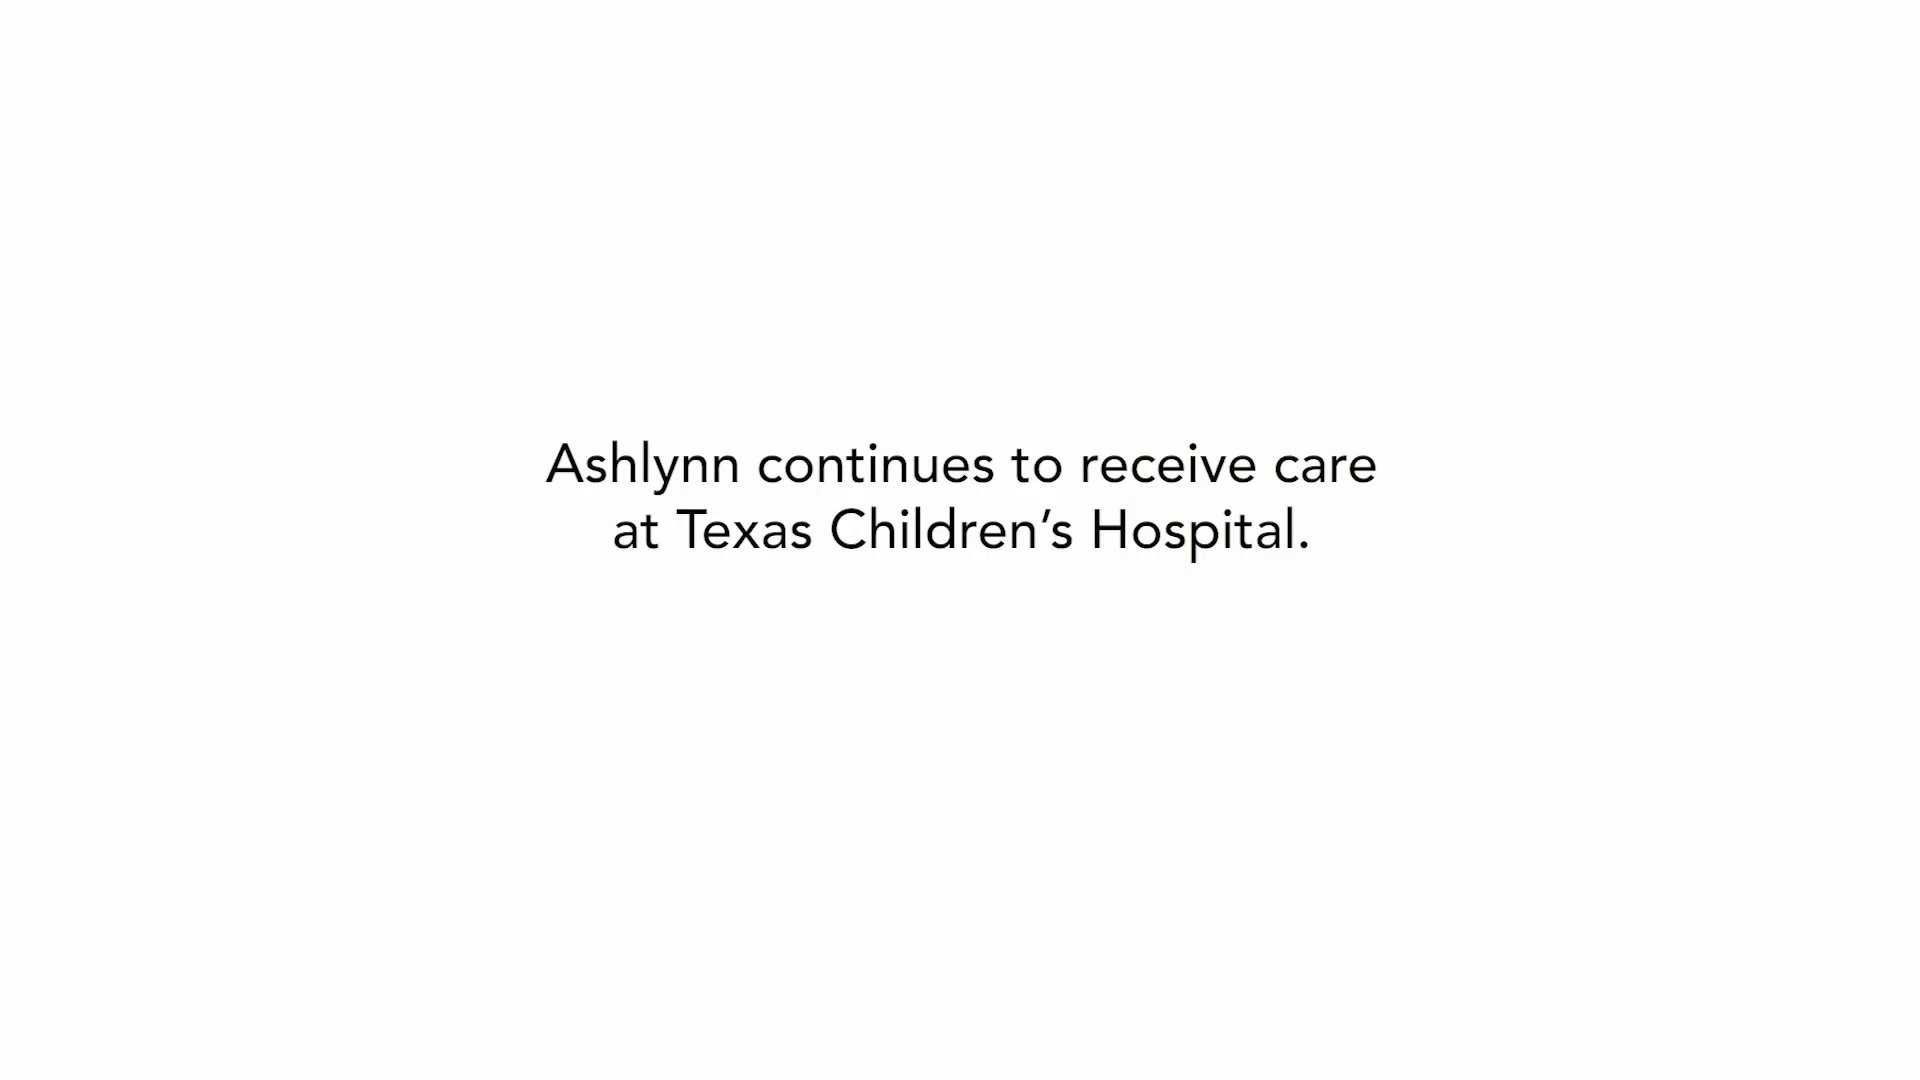 Ashlynn continues to receive care
at Texas Children’s Hospital.